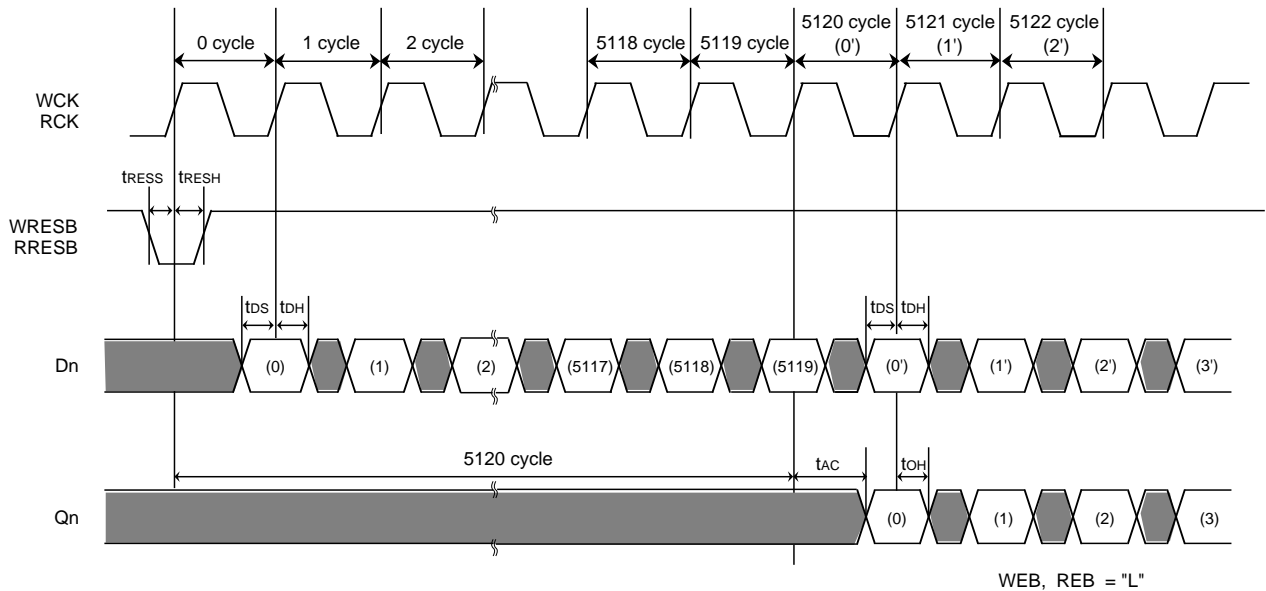 0 cycle 1 cycle 2 cycle 5118 cycle 5119 cycle 5120 cycle (0') 5121 cycle (1') 5122 cycle (2')
WCK
RCK
tRESS tRESH
WRESB
RRESB
tDS tDH tDS tDH
Dn (0) (1) (2) (5117) (5118) (5119) (0') (1') (2') (3')
5120 cycle tAC tOH
Qn (0) (1) (2) (3)
WEB, REB = "L"